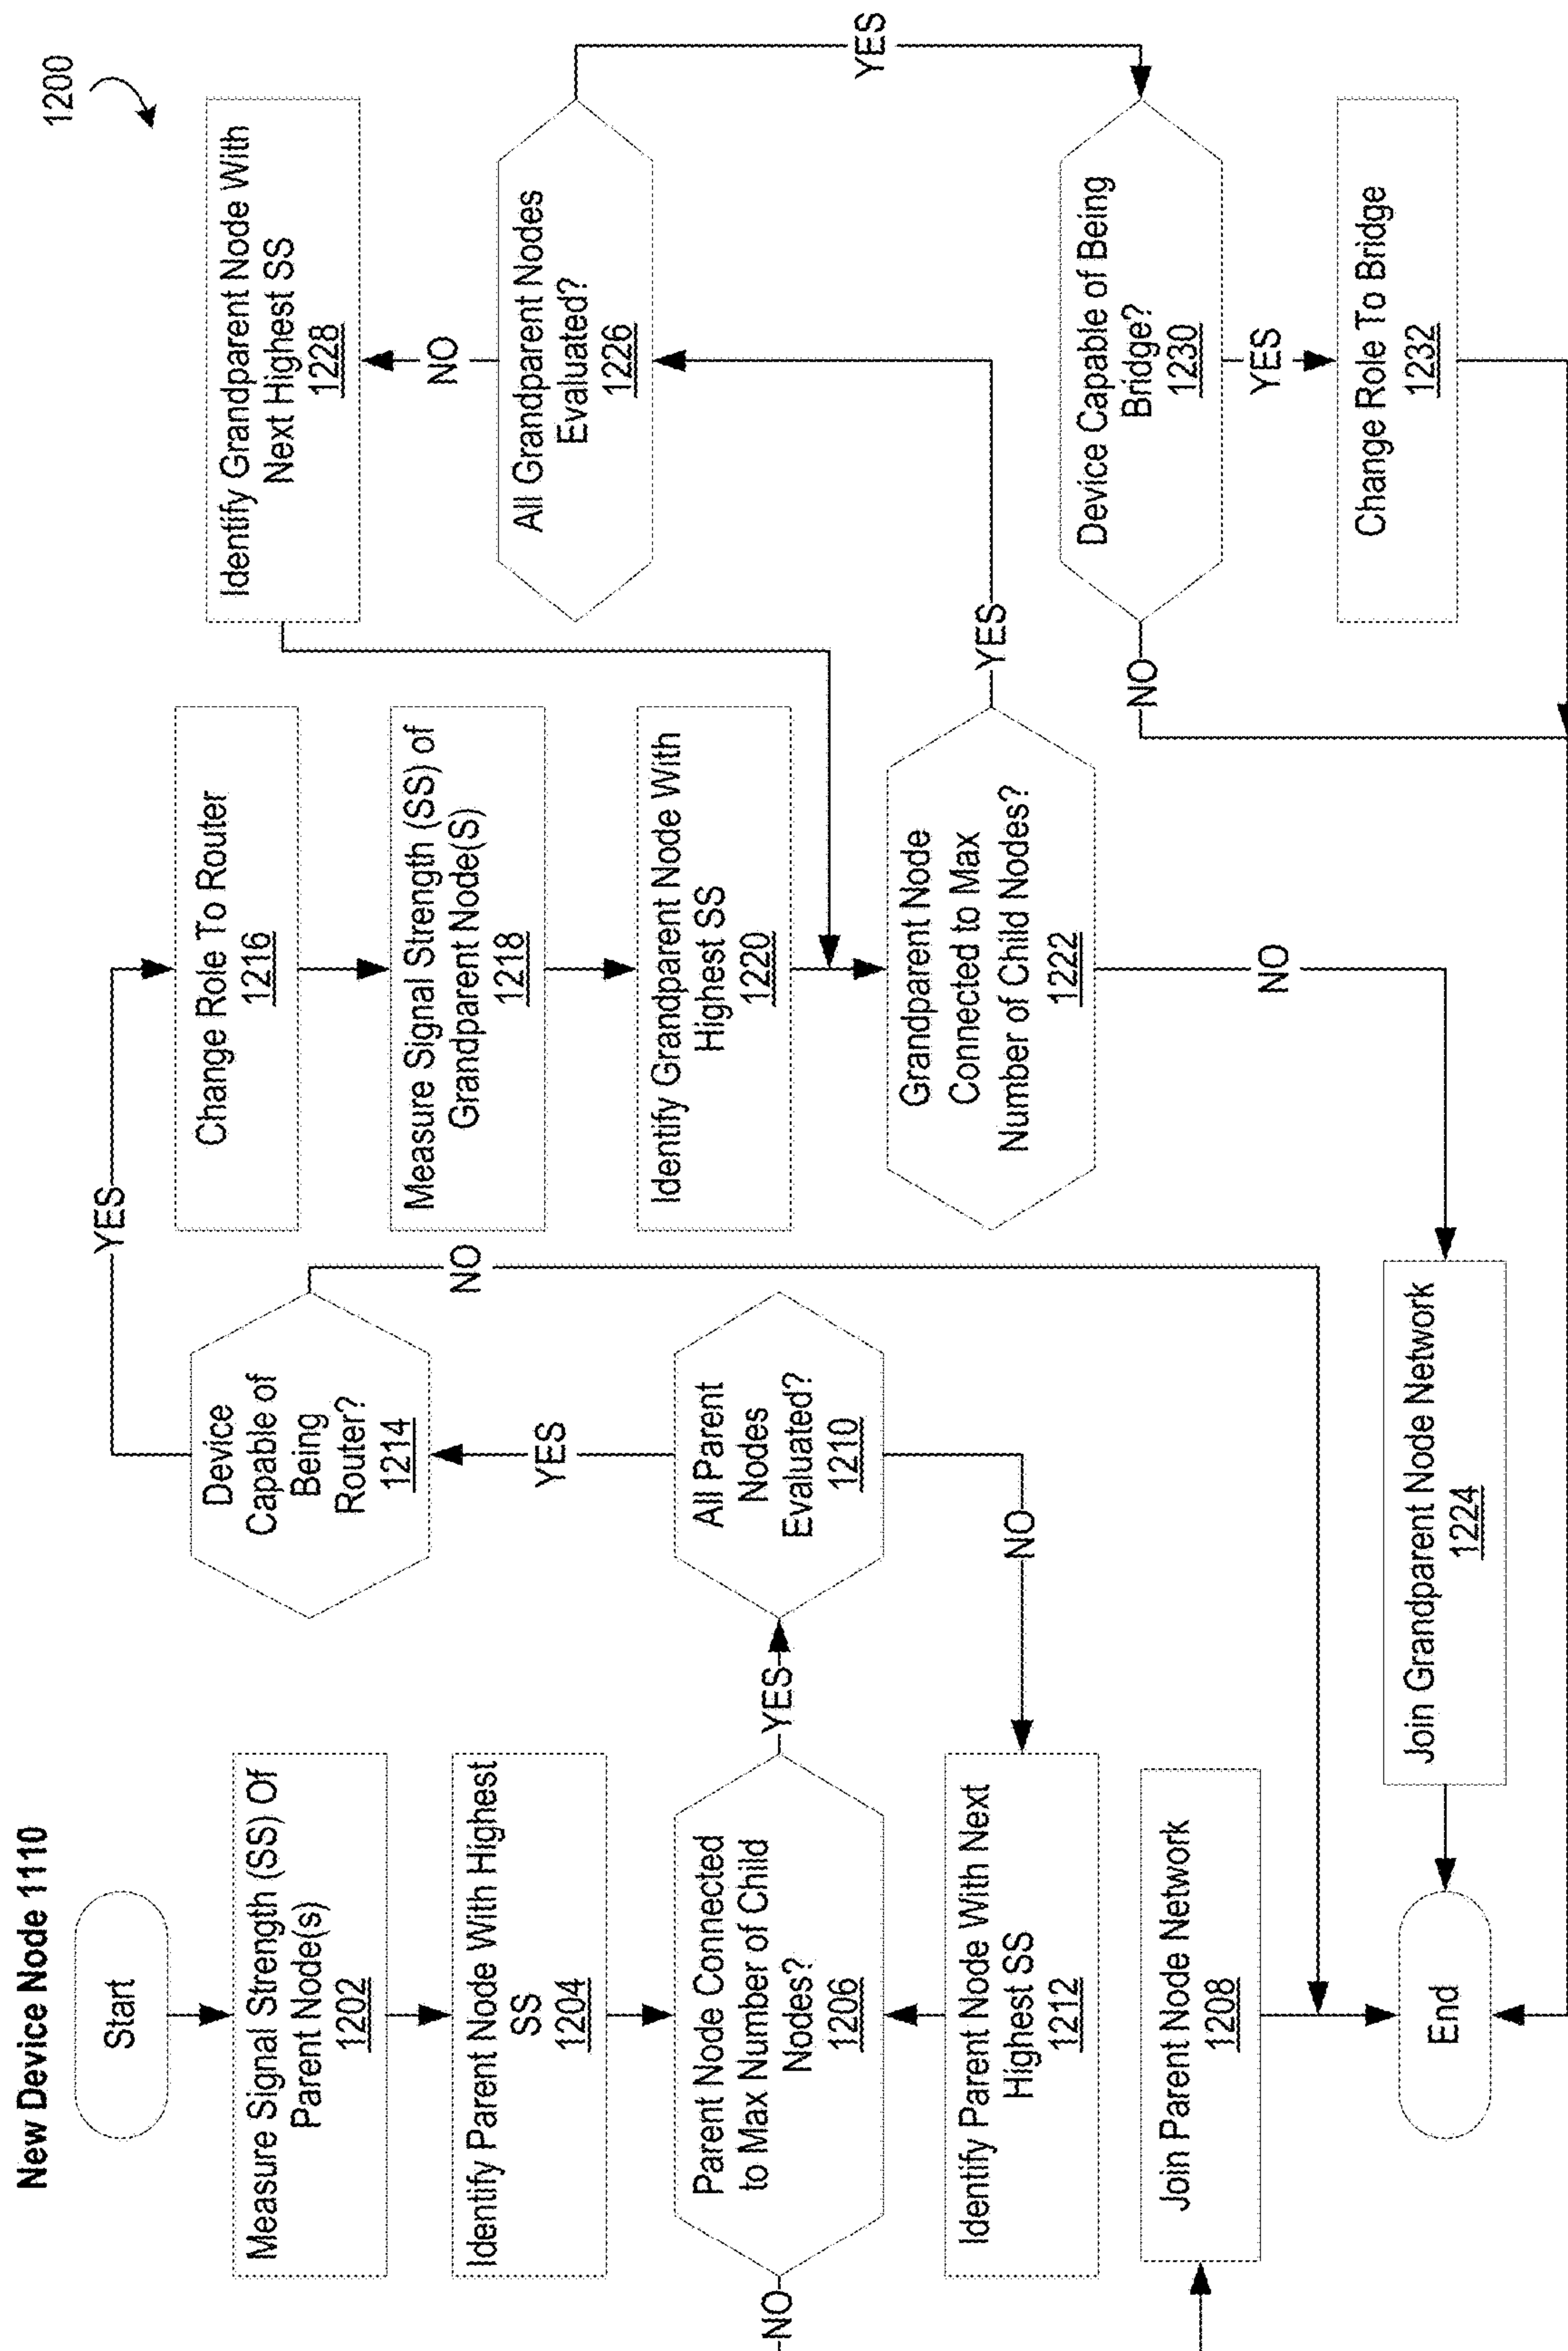 New Device Node 1110
1200
Start
Measure Signal Strength (SS) Of
Parent Node(s)
1202
Identify Parent Node With Highest
SS
1204
Parent Node Connected
to Max Number of Child
Nodes?
1206
NO
YES
Identify Parent Node With Next
Highest SS
1212
Join Parent Node Network
1208
End
Device
Capable of
Being
Router?
1214
YES
NO
YES
All Parent
Nodes
Evaluated?
1210
NO
Join Grandparent Node Network
1224
Change Role To Router
1216
Measure Signal Strength (SS) of
Grandparent Node(S)
1218
Identify Grandparent Node With
Highest SS
1220
Grandparent Node
Connected to Max
Number of Child Nodes?
1222
YES
NO
Identify Grandparent Node With
Next Highest SS
1228
NO
All Grandparent Nodes
Evaluated?
1226
YES
Device Capable of Being
Bridge?
1230
NO
YES
Change Role To Bridge
1232